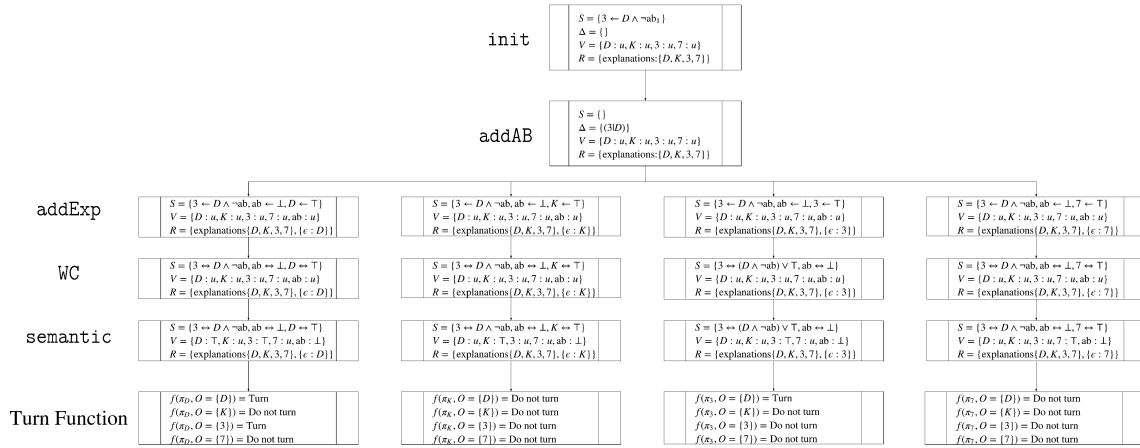 init
S = {3 ← D ∧ ¬ab₁}
Δ = {}
V = {D : u, K : u, 3 : u, 7 : u}
R = {explanations:{D, K, 3, 7}}
addAB
S = {}
Δ = {(3|D)}
V = {D : u, K : u, 3 : u, 7 : u}
R = {explanations:{D, K, 3, 7}}
addExp
S = {3 ← D ∧ ¬ab, ab ← ⊥, D ← ⊤}
V = {D : u, K : u, 3 : u, 7 : u, ab : u}
R = {explanations{D, K, 3, 7}, {ϵ : D}}
S = {3 ← D ∧ ¬ab, ab ← ⊥, K ← ⊤}
V = {D : u, K : u, 3 : u, 7 : u, ab : u}
R = {explanations{D, K, 3, 7}, {ϵ : K}}
S = {3 ← D ∧ ¬ab, ab ← ⊥, 3 ← ⊤}
V = {D : u, K : u, 3 : u, 7 : u, ab : u}
R = {explanations{D, K, 3, 7}, {ϵ : 3}}
S = {3 ← D ∧ ¬ab, ab ← ⊥, 7 ← ⊤}
V = {D : u, K : u, 3 : u, 7 : u, ab : u}
R = {explanations{D, K, 3, 7}, {ϵ : 7}}
WC
S = {3 ↔ D ∧ ¬ab, ab ↔ ⊥, D ↔ ⊤}
V = {D : u, K : u, 3 : u, 7 : u, ab : u}
R = {explanations{D, K, 3, 7}, {ϵ : D}}
S = {3 ↔ D ∧ ¬ab, ab ↔ ⊥, K ↔ ⊤}
V = {D : u, K : u, 3 : u, 7 : u, ab : u}
R = {explanations{D, K, 3, 7}, {ϵ : K}}
S = {3 ↔ (D ∧ ¬ab) ∨ ⊤, ab ↔ ⊥}
V = {D : u, K : u, 3 : u, 7 : u, ab : u}
R = {explanations{D, K, 3, 7}, {ϵ : 3}}
S = {3 ↔ D ∧ ¬ab, ab ↔ ⊥, 7 ↔ ⊤}
V = {D : u, K : u, 3 : u, 7 : u, ab : u}
R = {explanations{D, K, 3, 7}, {ϵ : 7}}
semantic
S = {3 ↔ D ∧ ¬ab, ab ↔ ⊥, D ↔ ⊤}
V = {D : ⊤, K : u, 3 : ⊤, 7 : u, ab : ⊥}
R = {explanations{D, K, 3, 7}, {ϵ : D}}
S = {3 ↔ D ∧ ¬ab, ab ↔ ⊥, K ↔ ⊤}
V = {D : u, K : ⊤, 3 : u, 7 : u, ab : ⊥}
R = {explanations{D, K, 3, 7}, {ϵ : K}}
S = {3 ↔ (D ∧ ¬ab) ∨ ⊤, ab ↔ ⊥}
V = {D : u, K : u, 3 : ⊤, 7 : u, ab : ⊥}
R = {explanations{D, K, 3, 7}, {ϵ : 3}}
S = {3 ↔ D ∧ ¬ab, ab ↔ ⊥, 7 ↔ ⊤}
V = {D : u, K : u, 3 : u, 7 : ⊤, ab : ⊥}
R = {explanations{D, K, 3, 7}, {ϵ : 7}}
Turn Function
f(π_D, O = {D}) = Turn
f(π_D, O = {K}) = Do not turn
f(π_D, O = {3}) = Turn
f(π_D, O = {7}) = Do not turn
f(π_K, O = {D}) = Do not turn
f(π_K, O = {K}) = Do not turn
f(π_K, O = {3}) = Do not turn
f(π_K, O = {7}) = Do not turn
f(π₃, O = {D}) = Turn
f(π₃, O = {K}) = Do not turn
f(π₃, O = {3}) = Do not turn
f(π₃, O = {7}) = Do not turn
f(π₇, O = {D}) = Do not turn
f(π₇, O = {K}) = Do not turn
f(π₇, O = {3}) = Do not turn
f(π₇, O = {7}) = Do not turn